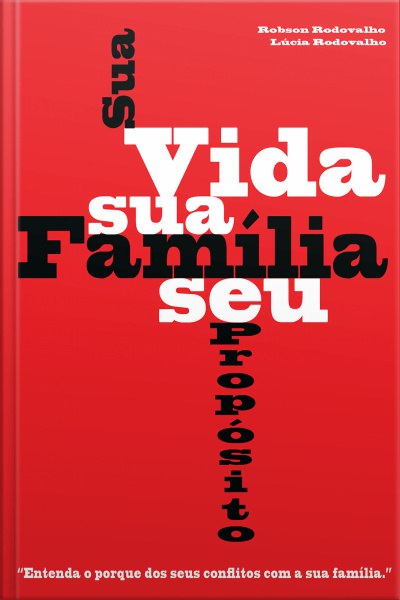 Robson Rodovalho
Lúcia Rodovalho
Sua
Vida
sua
Família
seu
propósito
“Entenda o porque dos seus conflitos com a sua família.”